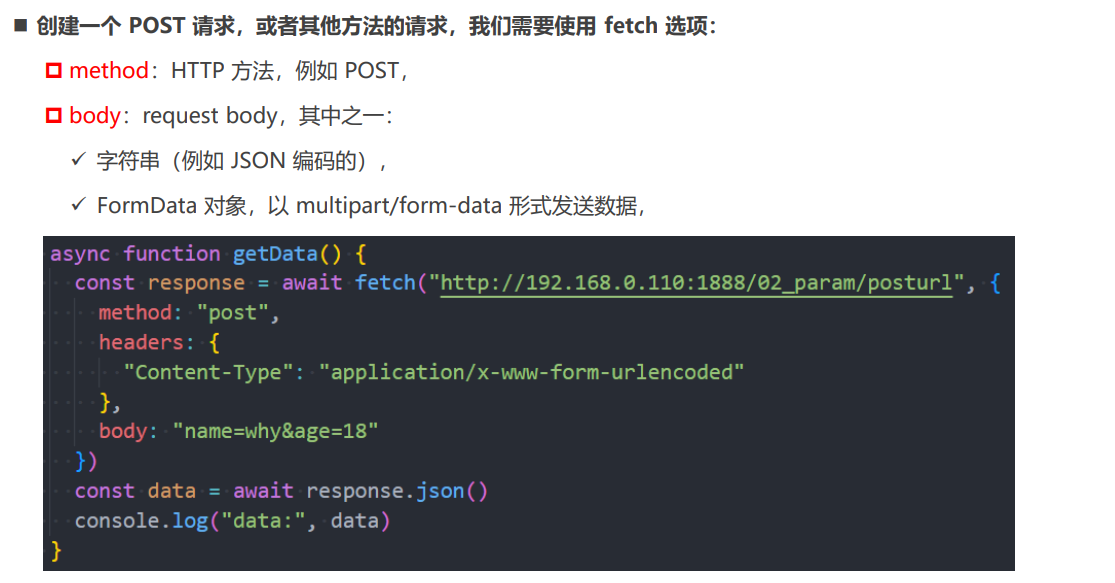 ■ 创建一个 POST 请求，或者其他方法的请求，我们需要使用 fetch 选项：
method：HTTP 方法，例如 POST，
body：request body，其中之一：
✓ 字符串（例如 JSON 编码的），
✓ FormData 对象，以 multipart/form-data 形式发送数据，
async function getData() {
  const response = await fetch("http://192.168.0.110:1888/02_param/posturl", {
    method: "post",
    headers: {
      "Content-Type": "application/x-www-form-urlencoded"
    },
    body: "name=why&age=18"
  })
  const data = await response.json()
  console.log("data:", data)
}